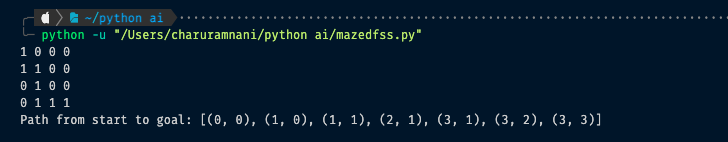 ~/python ai
python -u "/Users/charuramnani/python ai/mazedfss.py"
1 0 0 0
1 1 0 0
0 1 0 0
0 1 1 1
Path from start to goal: [(0, 0), (1, 0), (1, 1), (2, 1), (3, 1), (3, 2), (3, 3)]